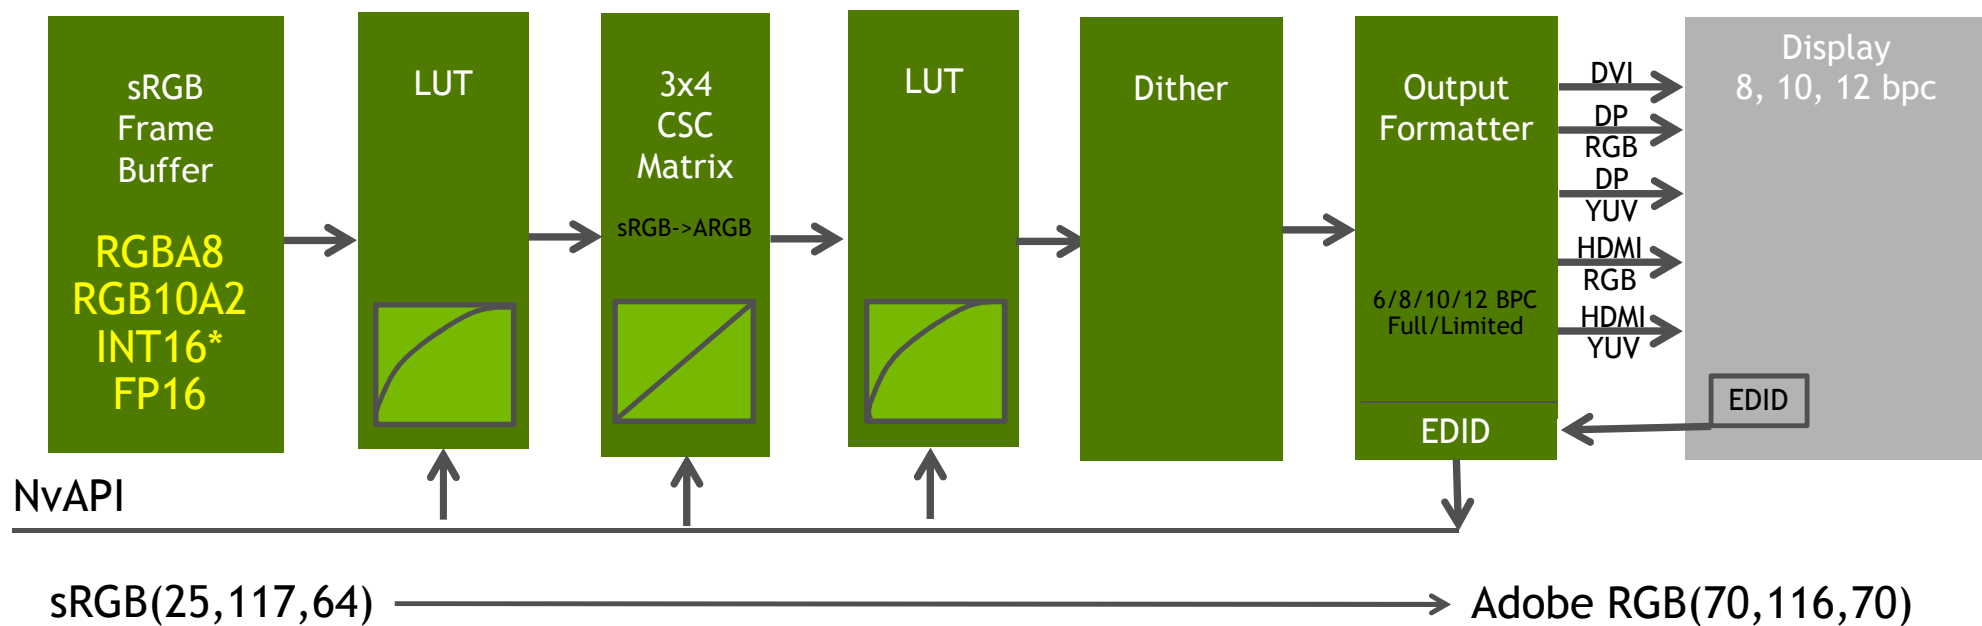 sRGB
Frame
Buffer
RGBA8
RGB10A2
INT16*
FP16
LUT
3x4
CSC
Matrix
sRGB->ARGB
LUT
Dither
Output
Formatter
6/8/10/12 BPC
Full/Limited
EDID
DVI
DP
RGB
DP
YUV
HDMI
RGB
HDMI
YUV
Display
8, 10, 12 bpc
EDID
NvAPI
sRGB(25,117,64)
Adobe RGB(70,116,70)